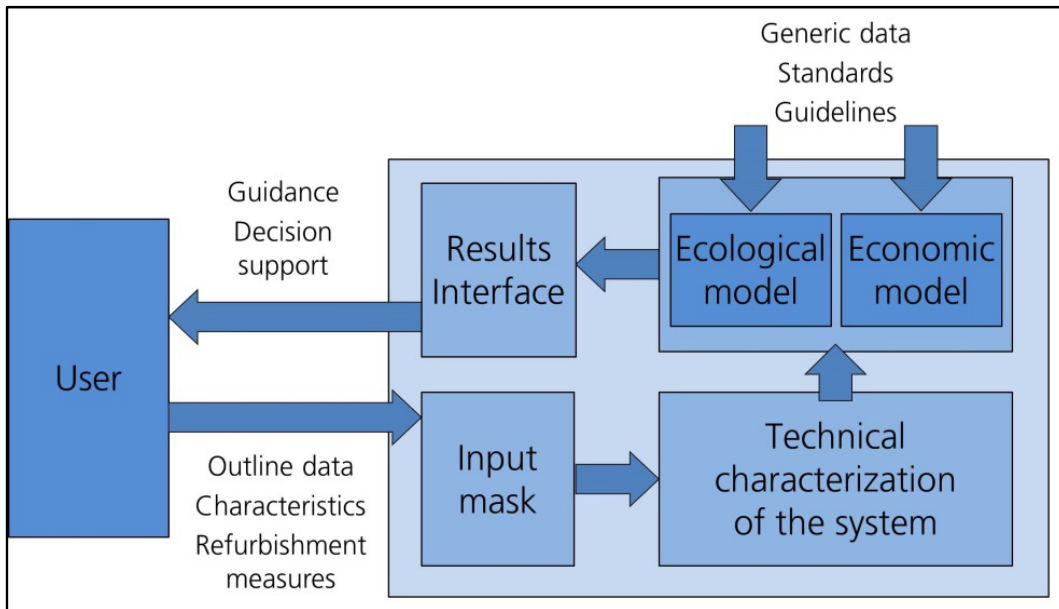 Generic data
Standards
Guidelines
Guidance
Decision
support
Results
Interface
Ecological
model
Economic
model
User
Outline data
Characteristics
Refurbishment
measures
Input
mask
Technical
characterization
of the system